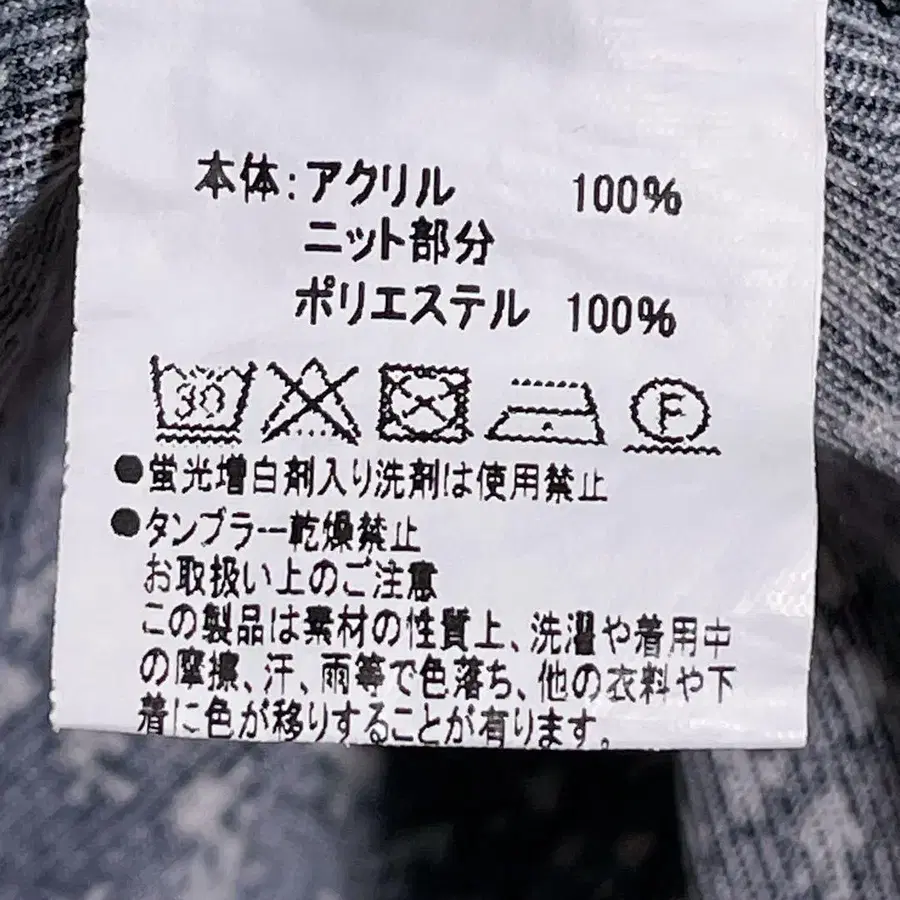 本体:アクリル 100%
ニット部分
ポリエステル 100%
30 F
●蛍光増白剤入り洗剤は使用禁止
●タンブラー乾燥禁止
お取扱い上のご注意
この製品は素材の性質上、洗濯や着用中
の摩擦、汗、雨等で色落ち、他の衣料や下
着に色が移りすることが有ります。